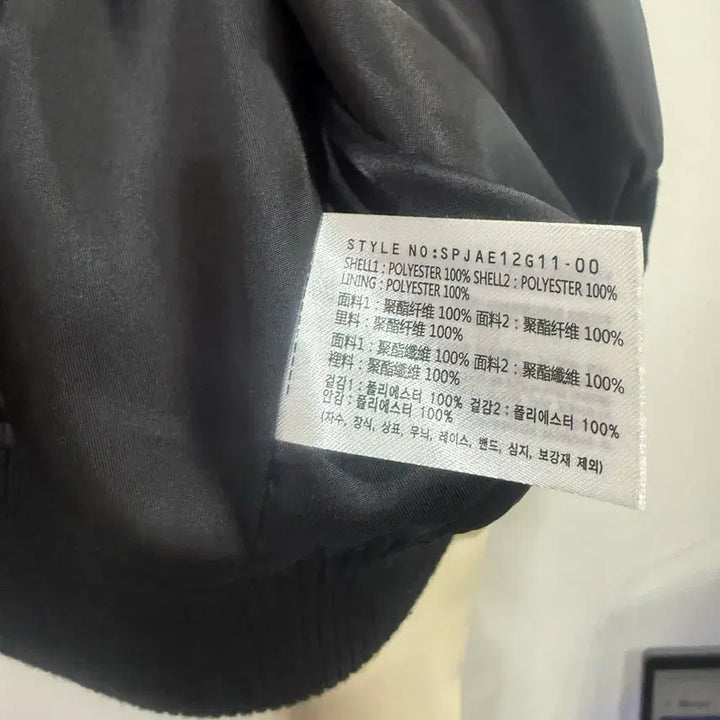 STYLE NO:SPJAE12G11-00
SHELL1 : POLYESTER 100% SHELL2 : POLYESTER 100%
LINING : POLYESTER 100%
面料1 : 聚酯纤维 100% 面料2 : 聚酯纤维 100%
里料 : 聚酯纤维 100%
面料1 : 聚酯纖維 100% 面料2 : 聚酯纖維 100%
裡料 : 聚酯纖維 100%
겉감1 : 폴리에스터 100% 겉감2 : 폴리에스터 100%
안감 : 폴리에스터 100%
(자수, 장식, 상표, 무늬, 레이스, 밴드, 심지, 보강재 제외)